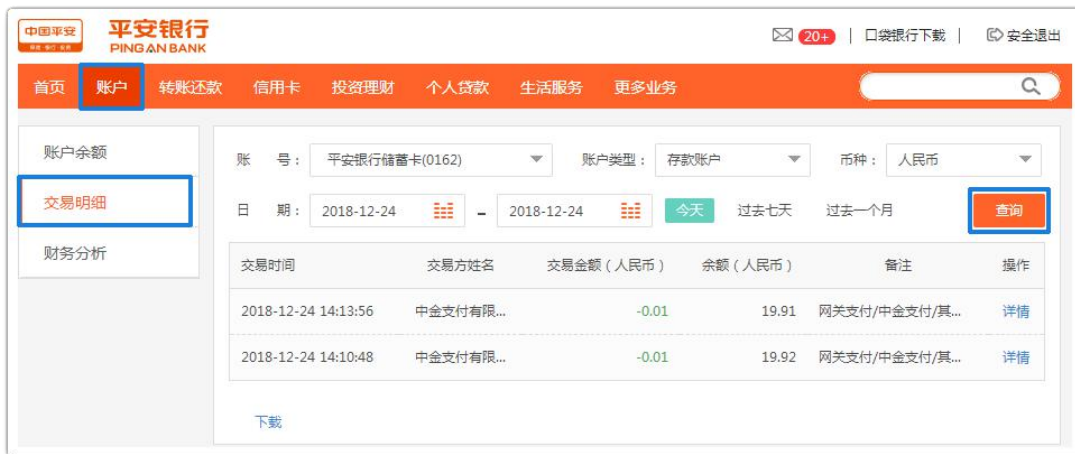 中国平安 平安银行
保险·银行·投资 PING AN BANK
20+ | 口袋银行下载 | 安全退出
首页 账户 转账还款 信用卡 投资理财 个人贷款 生活服务 更多业务
账户余额
交易明细
财务分析
账 号: 平安银行储蓄卡(0162) 账户类型: 存款账户 币种: 人民币
日 期: 2018-12-24 - 2018-12-24 今天 过去七天 过去一个月 查询
交易时间 交易方姓名 交易金额(人民币) 余额(人民币) 备注 操作
2018-12-24 14:13:56 中金支付有限... -0.01 19.91 网关支付/中金支付/其... 详情
2018-12-24 14:10:48 中金支付有限... -0.01 19.92 网关支付/中金支付/其... 详情
下载